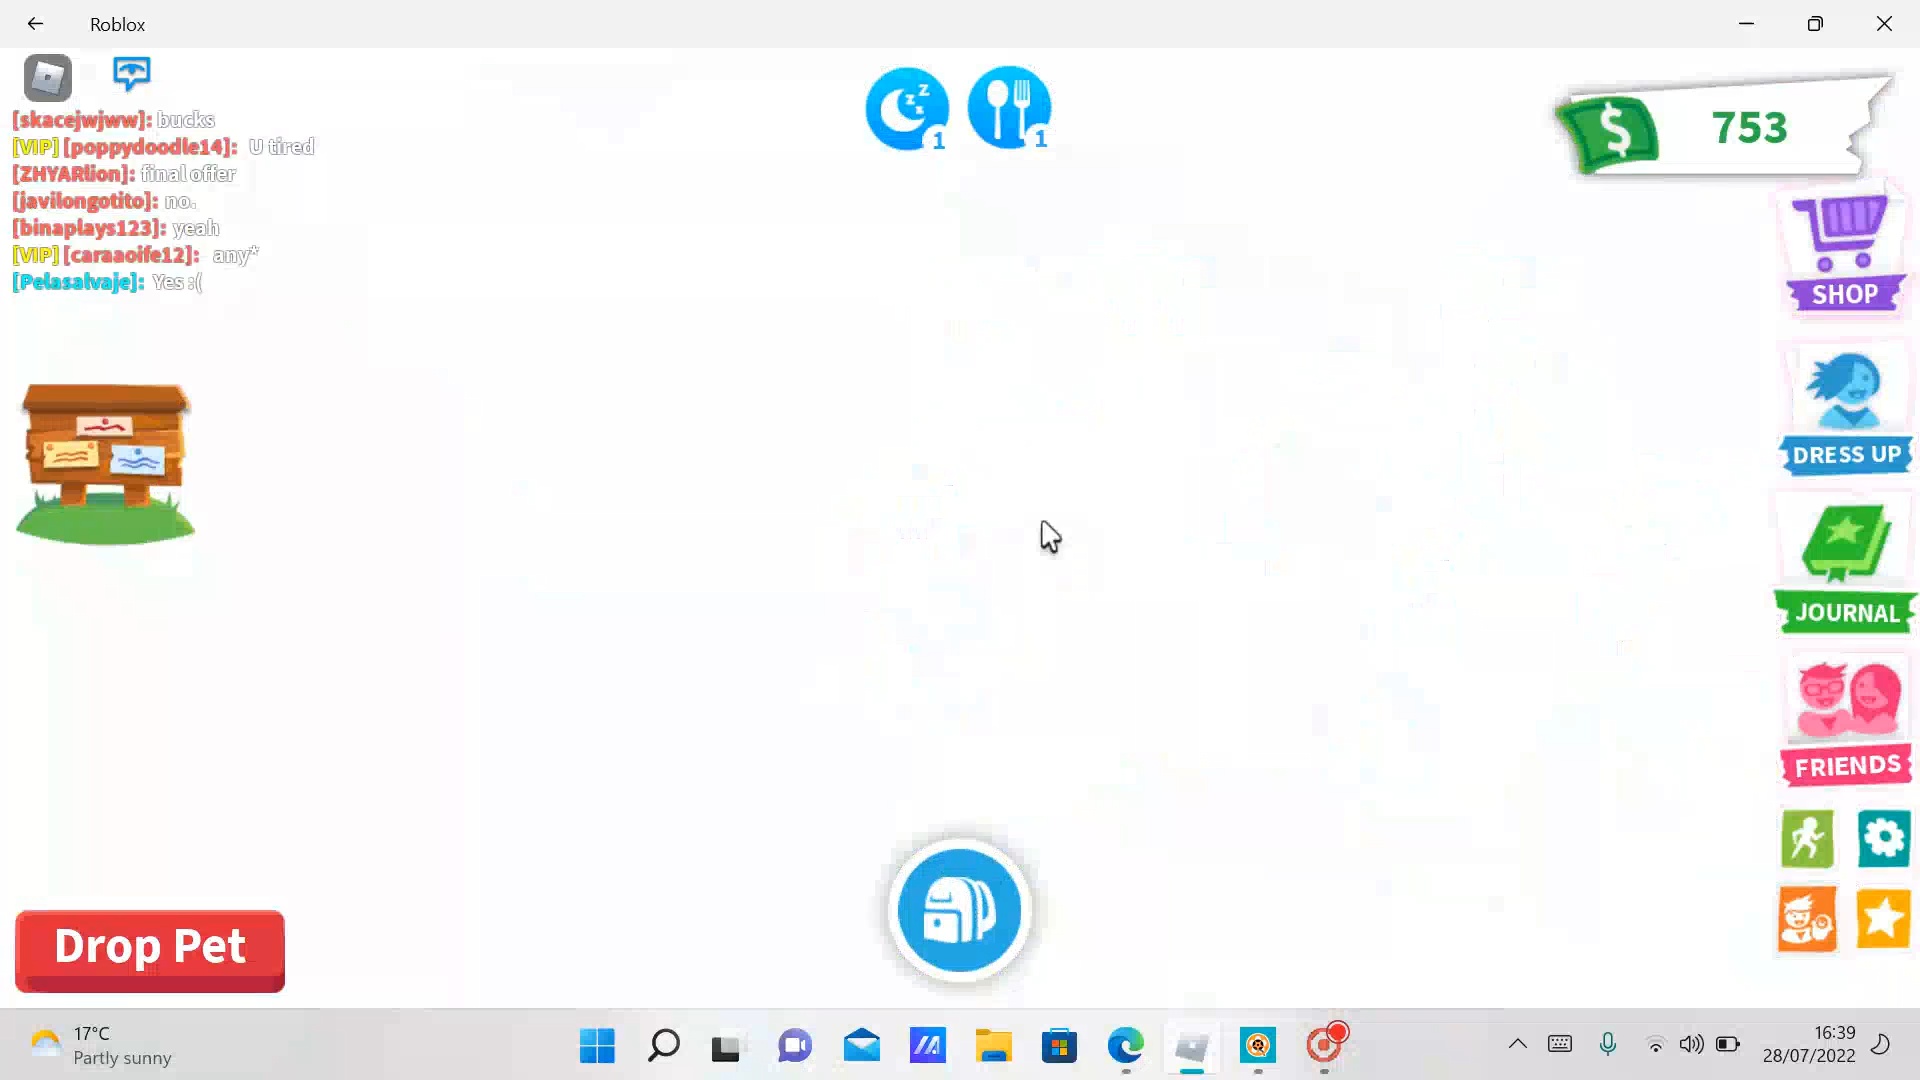 Roblox
[skacejwjww]: bucks
[VIP] [poppydoodle14]: U tired
[ZHYARlion]: final offer
[javilongotito]: no.
[binaplays123]: yeah
[VIP] [caraaoife12]: any*
[Pelasalvaje]: Yes :(
z z z
1
1
$
753
SHOP
DRESS UP
JOURNAL
FRIENDS
Drop Pet
17°C
Partly sunny
16:39
28/07/2022